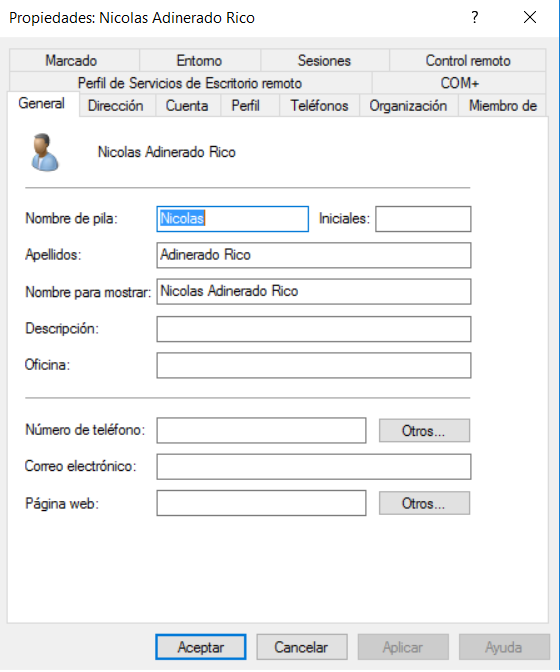 Propiedades: Nicolas Adinerado Rico ? ×
Marcado Entorno Sesiones Control remoto
Perfil de Servicios de Escritorio remoto COM+
General Dirección Cuenta Perfil Teléfonos Organización Miembro de
Nicolas Adinerado Rico
Nombre de pila: Nicolas Iniciales:
Apellidos: Adinerado Rico
Nombre para mostrar: Nicolas Adinerado Rico
Descripción:
Oficina:
Número de teléfono: Otros...
Correo electrónico:
Página web: Otros...
Aceptar Cancelar Aplicar Ayuda